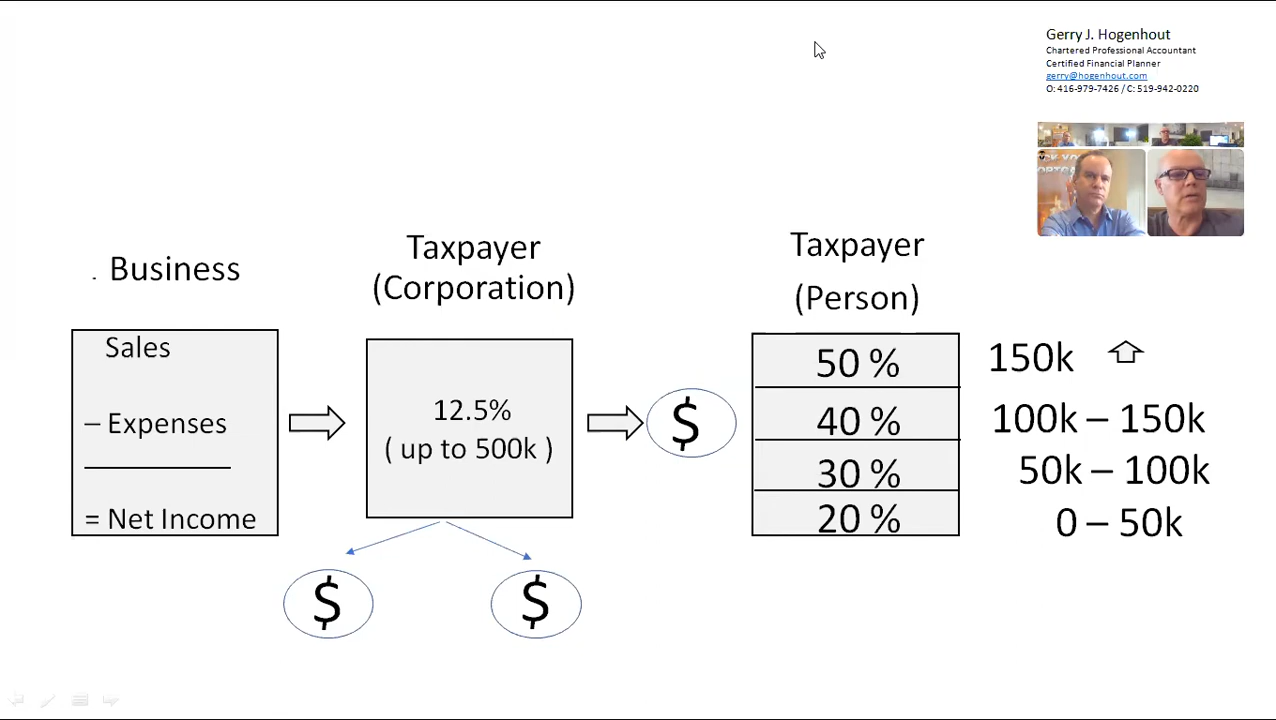 Gerry J. Hogenhout
Chartered Professional Accountant
Certified Financial Planner
gerry@hogenhout.com
O: 416-979-7426 / C: 519-942-0220
. Business
Taxpayer
(Corporation)
Taxpayer
(Person)
Sales
– Expenses
= Net Income
12.5%
( up to 500k )
$
$
$
50 % 150k
40 % 100k – 150k
30 % 50k – 100k
20 % 0 – 50k